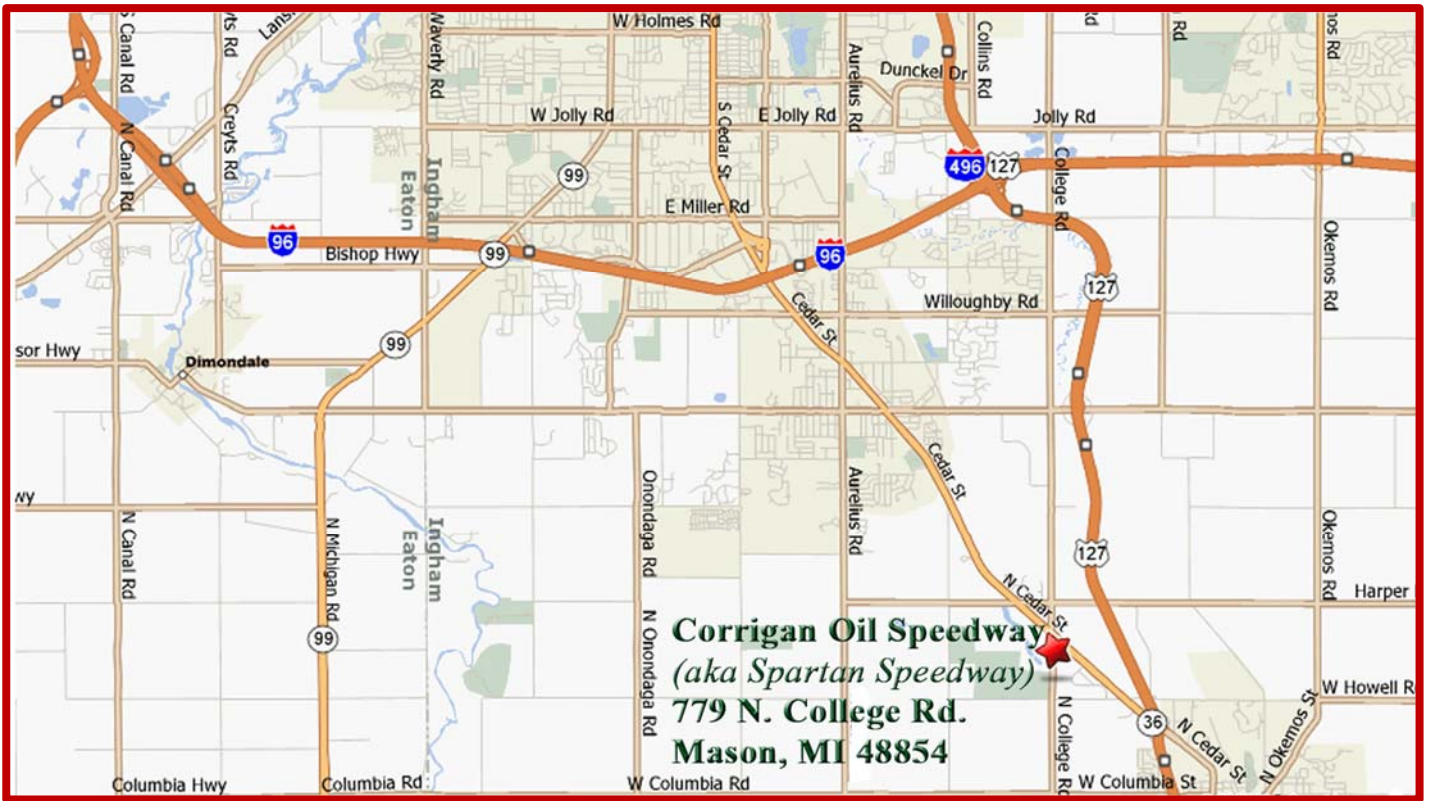 W Holmes Rd
S Canal Rd
Creyts Rd
Waverly Rd
Aurelius Rd
Collins Rd
Rd
Rd
Dunckel Dr
N Canal Rd
W Jolly Rd
S Cedar St
E Jolly Rd
Jolly Rd
99
496
127
College Rd
Ingham
Eaton
E Miller Rd
96
Bishop Hwy
99
96
127
Okemos Rd
Willoughby Rd
Cedar St
sor Hwy
Dimondale
99
Cedar St
wy
N Canal Rd
N Michigan Rd
Ingham
Eaton
Onondaga Rd
Aurelius Rd
127
Okemos Rd
Harper
N Cedar St
99
N Onondaga Rd
Corrigan Oil Speedway
(aka Spartan Speedway)
779 N. College Rd.
Mason, MI 48854
W Howell R
N College Rd
36
N Cedar St
N Okemos St
Columbia Hwy
Columbia Rd
W Columbia Rd
W Columbia St